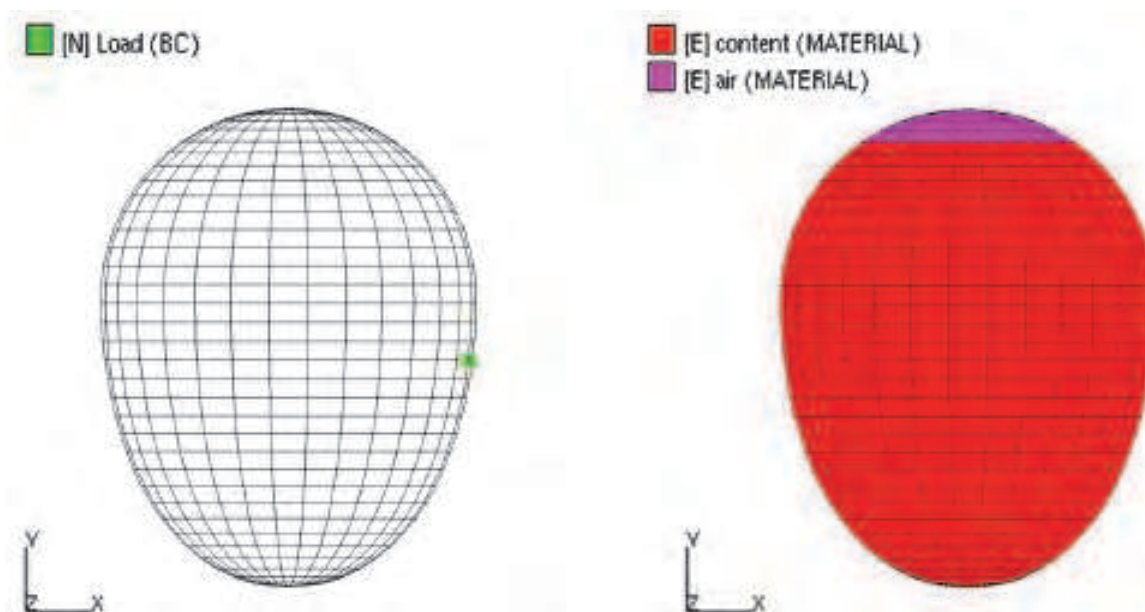 [N] Load (BC)
[E] content (MATERIAL)
[E] air (MATERIAL)
Y
Z X
Y
Z X